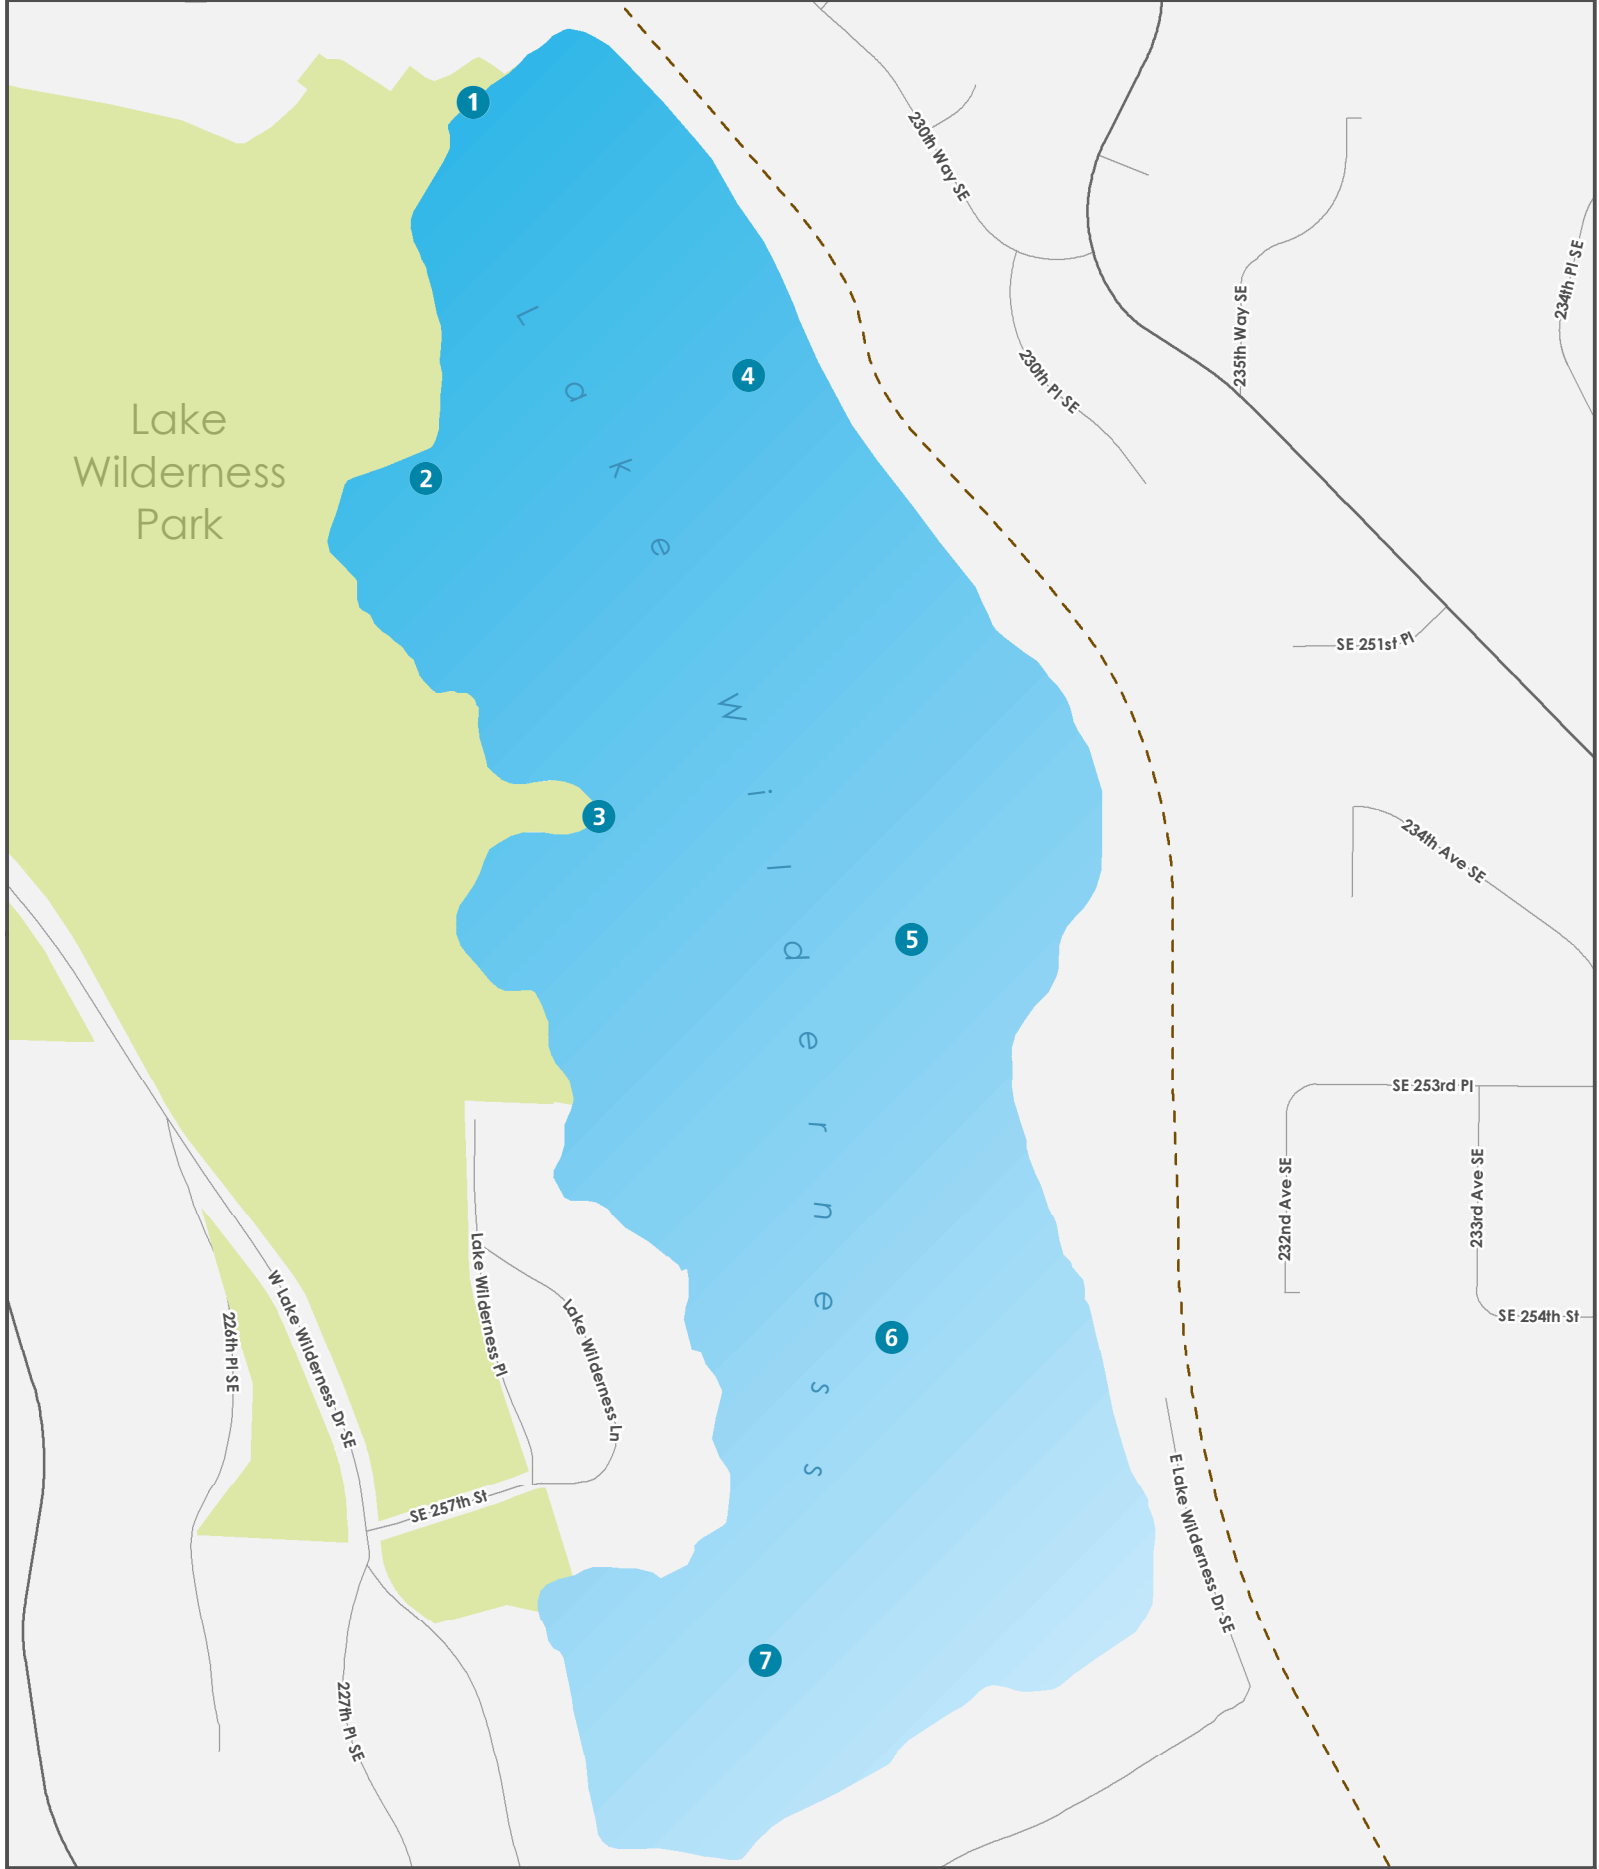 1
230th Way SE
234th Pl SE
235th Way SE
230th Pl SE
4
Lake
Wilderness
Park
2
Lake Wilderness
SE 251st Pl
3
234th Ave SE
5
SE 253rd Pl
232nd Ave SE
233rd Ave SE
SE 254th St
Lake Wilderness Pl
Lake Wilderness Ln
W Lake Wilderness Dr SE
226th Pl SE
6
SE 257th St
E Lake Wilderness Dr SE
7
227th Pl SE